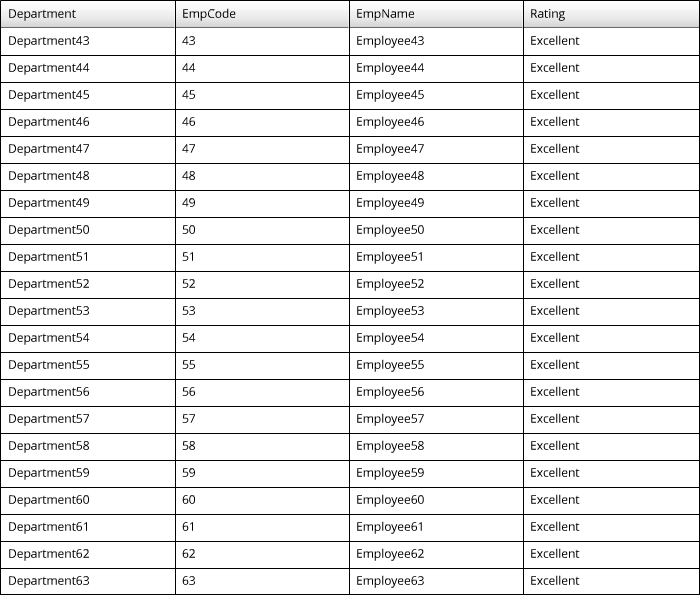 Department EmpCode EmpName Rating
Department43 43 Employee43 Excellent
Department44 44 Employee44 Excellent
Department45 45 Employee45 Excellent
Department46 46 Employee46 Excellent
Department47 47 Employee47 Excellent
Department48 48 Employee48 Excellent
Department49 49 Employee49 Excellent
Department50 50 Employee50 Excellent
Department51 51 Employee51 Excellent
Department52 52 Employee52 Excellent
Department53 53 Employee53 Excellent
Department54 54 Employee54 Excellent
Department55 55 Employee55 Excellent
Department56 56 Employee56 Excellent
Department57 57 Employee57 Excellent
Department58 58 Employee58 Excellent
Department59 59 Employee59 Excellent
Department60 60 Employee60 Excellent
Department61 61 Employee61 Excellent
Department62 62 Employee62 Excellent
Department63 63 Employee63 Excellent